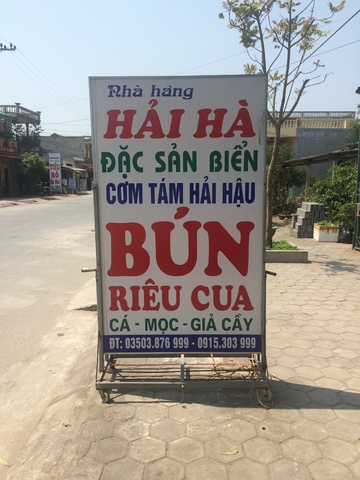 Nhà hàng
HẢI HÀ
ĐẶC SẢN BIỂN
CƠM TÁM HẢI HẬU
BÚN
RIÊU CUA
CÁ - MỌC - GIẢ CẦY
ĐT: 03503.876 999 - 0915.303 999